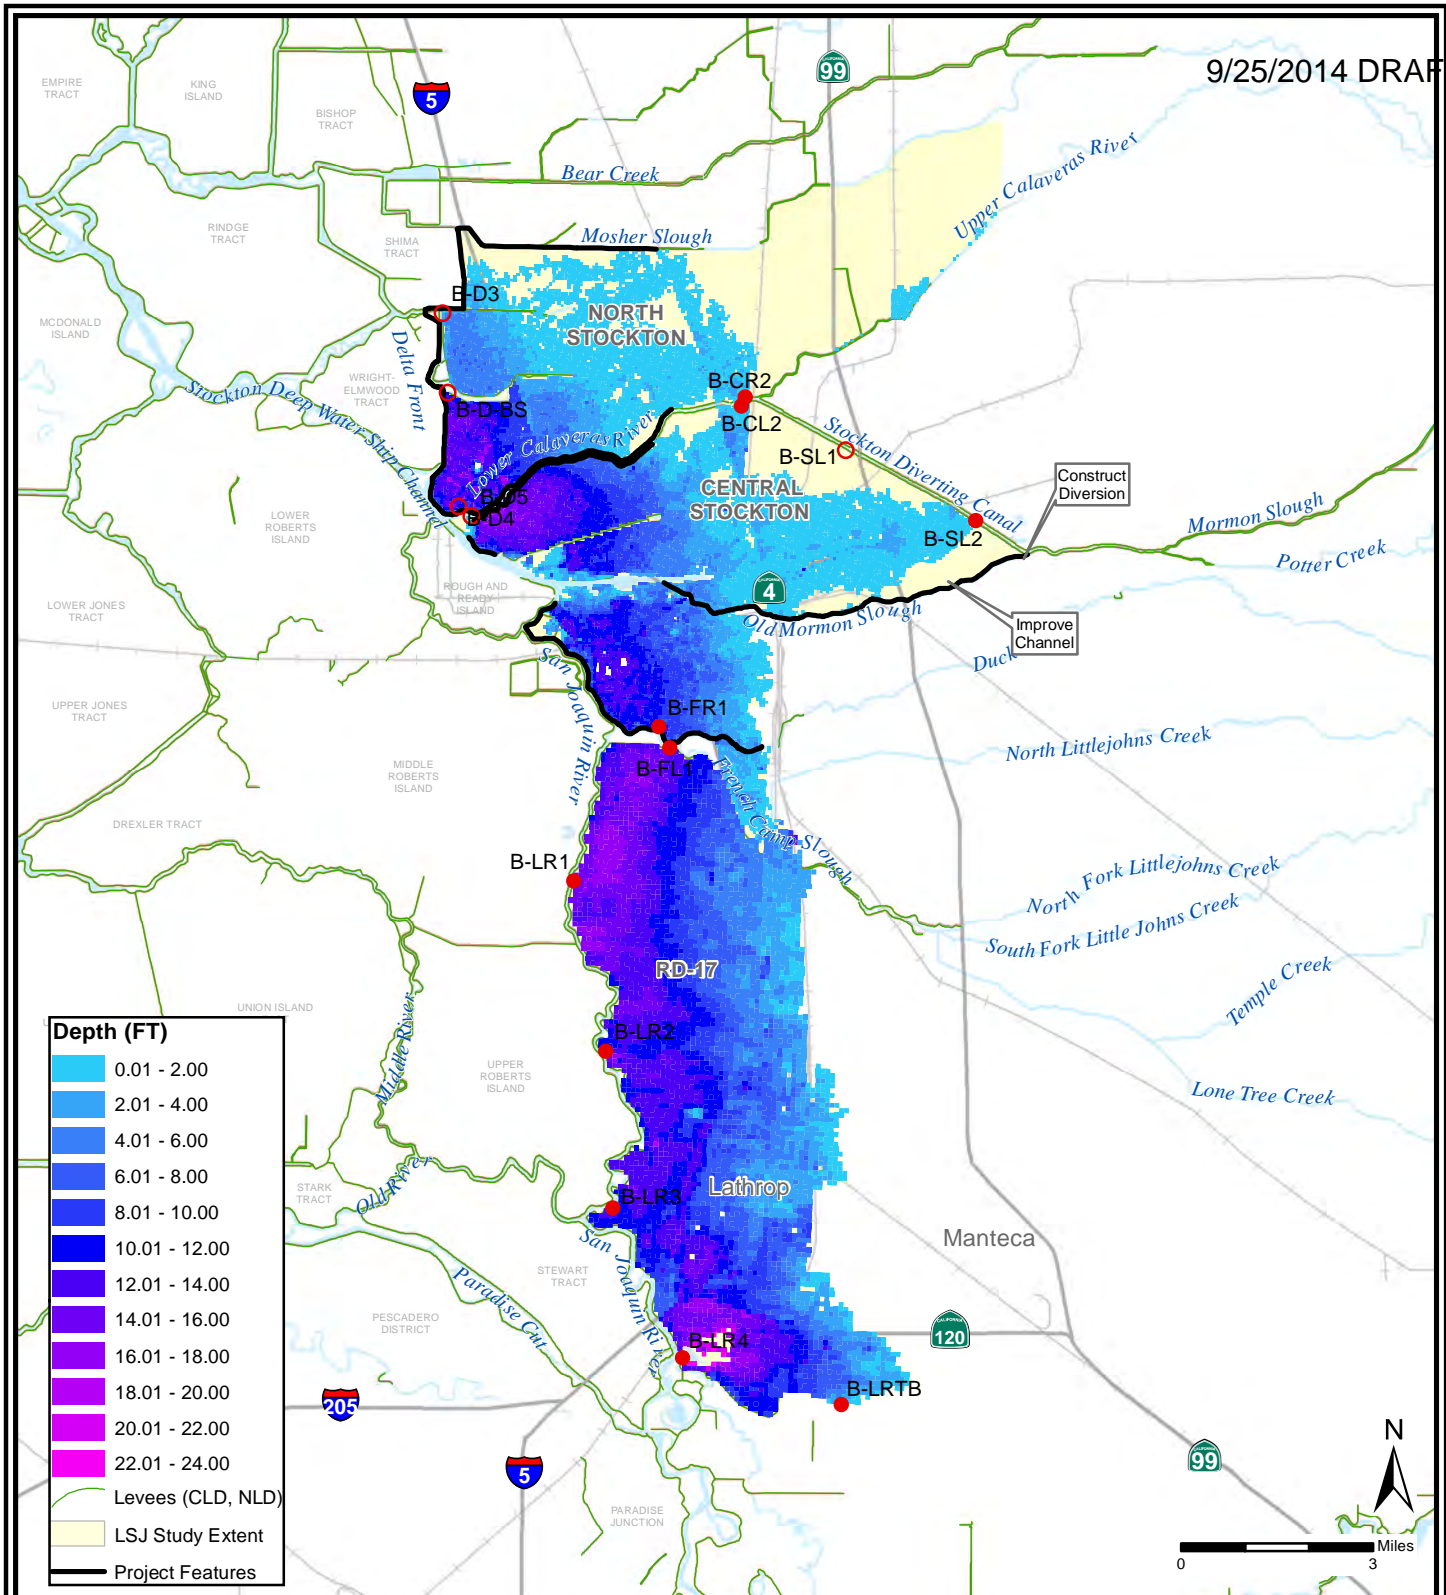 9/25/2014 DRAF
EMPIRE
TRACT
KING
ISLAND
BISHOP
TRACT
5
CALIFORNIA
99
Bear Creek
Upper Calaveras River
RINDGE
TRACT
SHIMA
TRACT
Mosher Slough
B-D3
NORTH
STOCKTON
MCDONALD
ISLAND
Delta Front
WRIGHT-
ELMWOOD
TRACT
Stockton Deep Water Ship Channel
B-D-BS
B-CR2
B-CL2
Lower Calaveras River
Stockton Diverting Canal
B-SL1
Construct
Diversion
CENTRAL
STOCKTON
B-D5
B-D4
LOWER
ROBERTS
ISLAND
B-SL2
Mormon Slough
Potter Creek
ROUGH AND
READY
ISLAND
CALIFORNIA
4
LOWER JONES
TRACT
Old Mormon Slough
Improve
Channel
Duck
San Joaquin River
UPPER JONES
TRACT
B-FR1
North Littlejohns Creek
MIDDLE
ROBERTS
ISLAND
B-FL1
French Camp Slough
DREXLER TRACT
B-LR1
North Fork Littlejohns Creek
South Fork Little Johns Creek
RD-17
Temple Creek
UNION ISLAND
Middle River
B-LR2
UPPER
ROBERTS
ISLAND
Lone Tree Creek
STARK
TRACT
Old River
B-LR3
Lathrop
San Joaquin River
Manteca
STEWART
TRACT
Paradise Cut
PESCADERO
DISTRICT
B-LR4
CALIFORNIA
120
B-LRTB
205
5
CALIFORNIA
99
PARADISE
JUNCTION
N
Miles
0
3
Depth (FT)
0.01 - 2.00
2.01 - 4.00
4.01 - 6.00
6.01 - 8.00
8.01 - 10.00
10.01 - 12.00
12.01 - 14.00
14.01 - 16.00
16.01 - 18.00
18.01 - 20.00
20.01 - 22.00
22.01 - 24.00
Levees (CLD, NLD)
LSJ Study Extent
Project Features